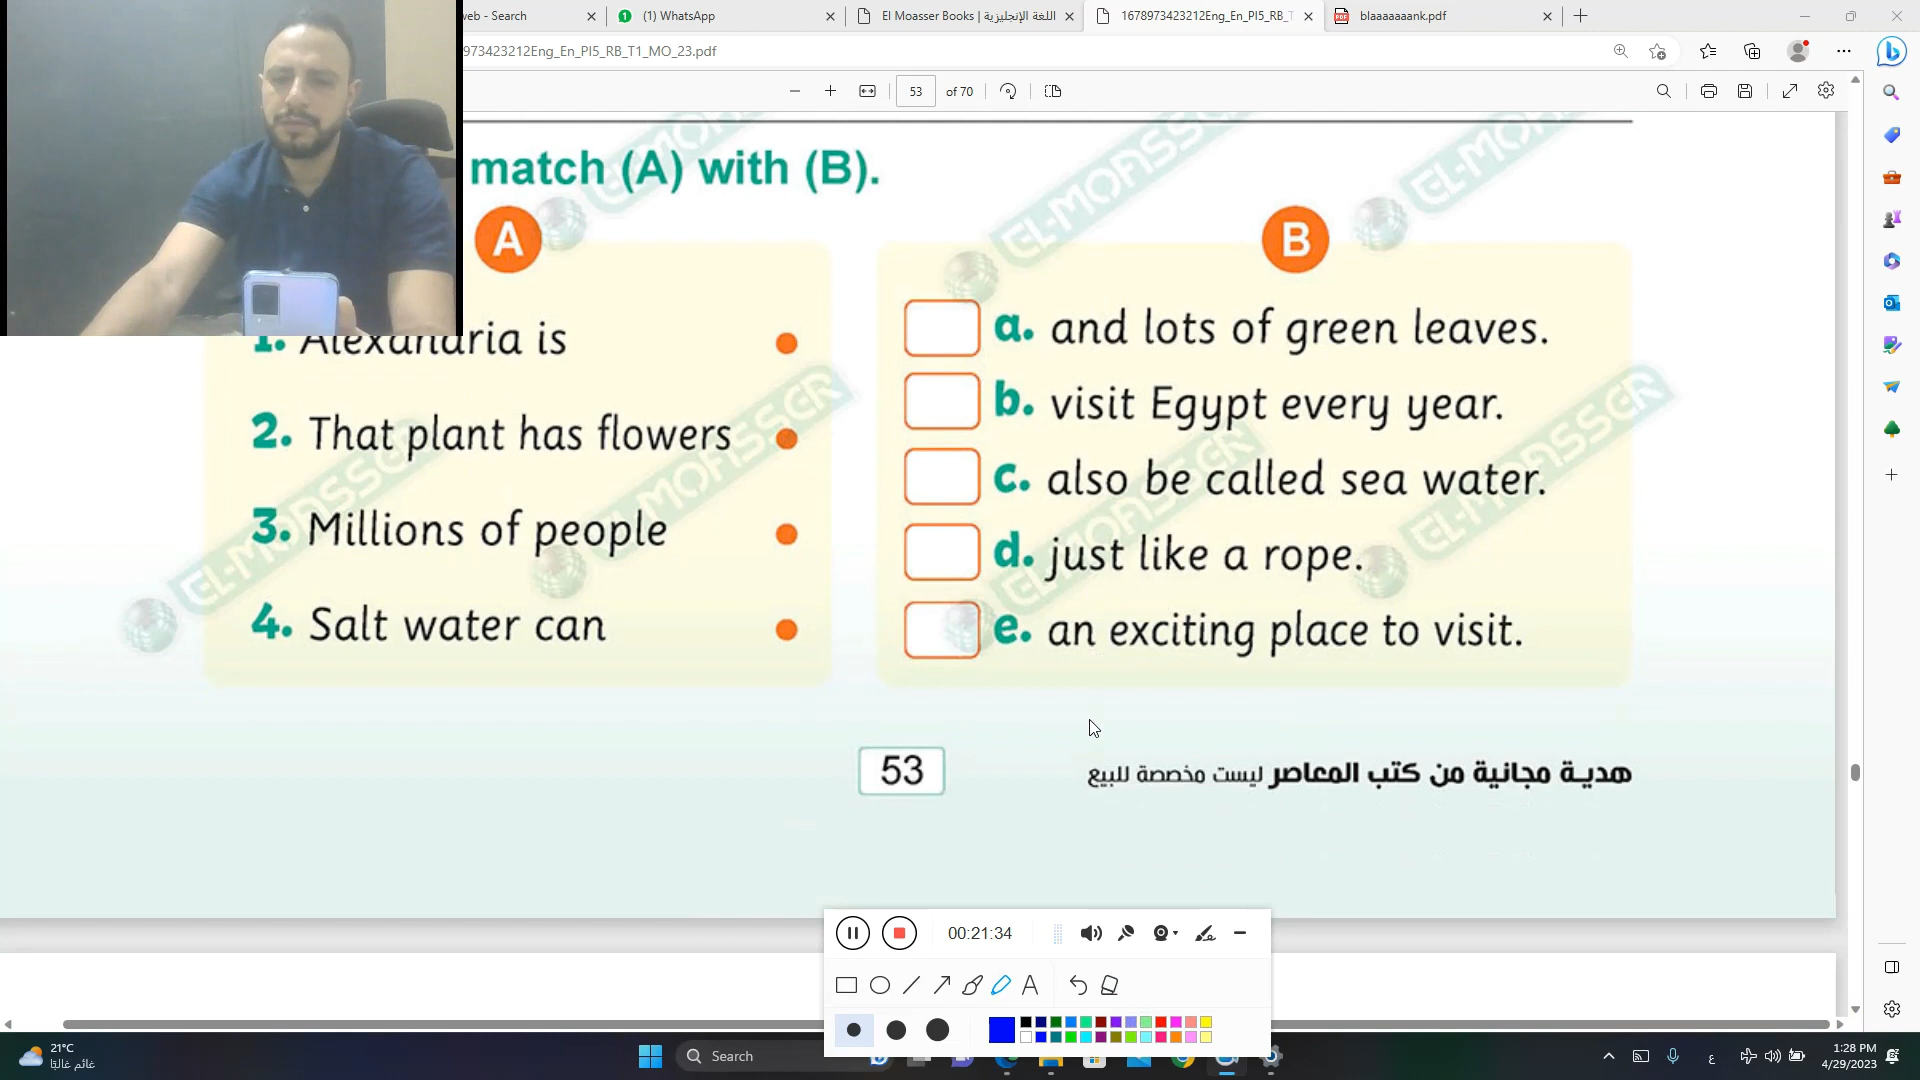 web - Search
(1) WhatsApp
El Moasser Books | اللغة الإنجليزية
1678973423212Eng_En_PI5_RB_T
blaaaaaank.pdf
973423212Eng_En_PI5_RB_T1_MO_23.pdf
53 of 70
match (A) with (B).
A
B
1. Alexandria is
2. That plant has flowers
3. Millions of people
4. Salt water can
a. and lots of green leaves.
b. visit Egypt every year.
c. also be called sea water.
d. just like a rope.
e. an exciting place to visit.
EL-MOASSER
53
هدية مجانية من كتب المعاصر ليست مخصصة للبيع
00:21:34
21°C
غائم غالبًا
Search
ع
1:28 PM
4/29/2023